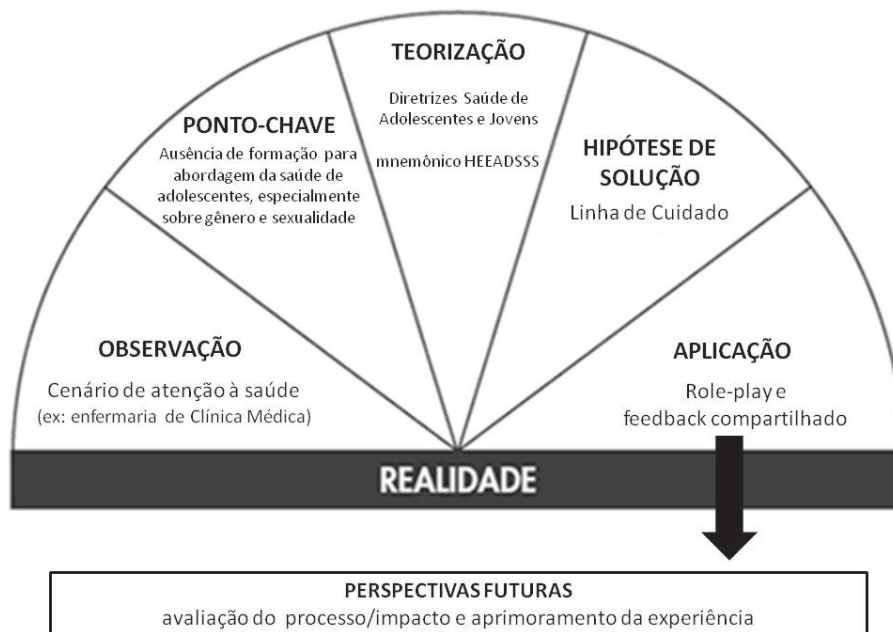 TEORIZAÇÃO
Diretrizes Saúde de
Adolescentes e Jovens
mnemônico HEEADSSS
PONTO-CHAVE
Ausência de formação para
abordagem da saúde de
adolescentes, especialmente
sobre gênero e sexualidade
HIPÓTESE DE
SOLUÇÃO
Linha de Cuidado
OBSERVAÇÃO
Cenário de atenção à saúde
(ex: enfermaria de Clínica Médica)
APLICAÇÃO
Role-play e
feedback compartilhado
REALIDADE
PERSPECTIVAS FUTURAS
avaliação do processo/impacto e aprimoramento da experiência